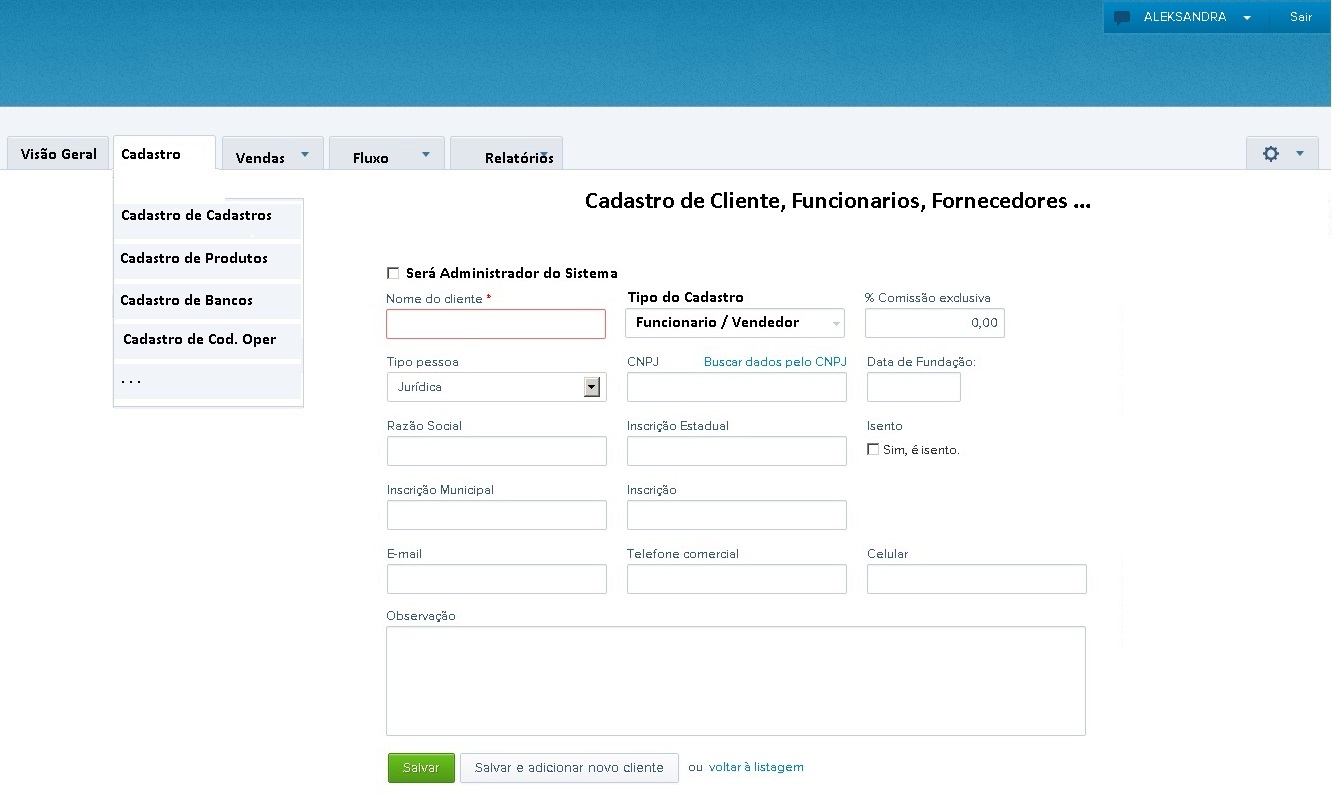 ALEKSANDRA Sair
Visão Geral Cadastro Vendas Fluxo Relatórios
Cadastro de Cadastros
Cadastro de Produtos
Cadastro de Bancos
Cadastro de Cod. Oper
. . .
Cadastro de Cliente, Funcionarios, Fornecedores ...
Será Administrador do Sistema
Nome do cliente * Tipo do Cadastro % Comissão exclusiva
Funcionario / Vendedor 0,00
Tipo pessoa CNPJ Buscar dados pelo CNPJ Data de Fundação:
Jurídica
Razão Social Inscrição Estadual Isento
Sim, é isento.
Inscrição Municipal Inscrição
E-mail Telefone comercial Celular
Observação
Salvar Salvar e adicionar novo cliente ou voltar à listagem